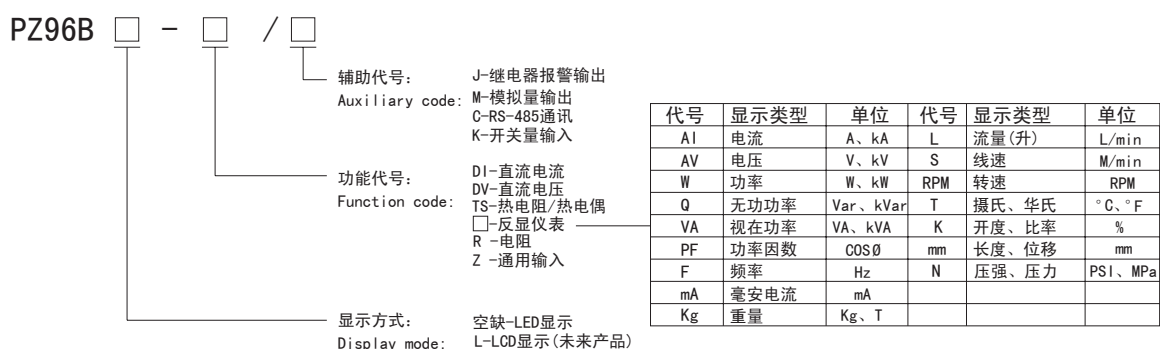 PZ96B □ - □ / □
辅助代号: J-继电器报警输出
Auxiliary code: M-模拟量输出
C-RS-485通讯
K-开关量输入
功能代号: DI-直流电流
Function code: DV-直流电压
TS-热电阻/热电偶
□-反显仪表
R -电阻
Z -通用输入
显示方式: 空缺-LED显示
Display mode: L-LCD显示(未来产品)
代号 显示类型 单位 代号 显示类型 单位
AI 电流 A、kA L 流量(升) L/min
AV 电压 V、kV S 线速 M/min
W 功率 W、kW RPM 转速 RPM
Q 无功功率 Var、kVar T 摄氏、华氏 °C、°F
VA 视在功率 VA、kVA K 开度、比率 %
PF 功率因数 COSØ mm 长度、位移 mm
F 频率 Hz N 压强、压力 PSI、MPa
mA 毫安电流 mA
Kg 重量 Kg、T